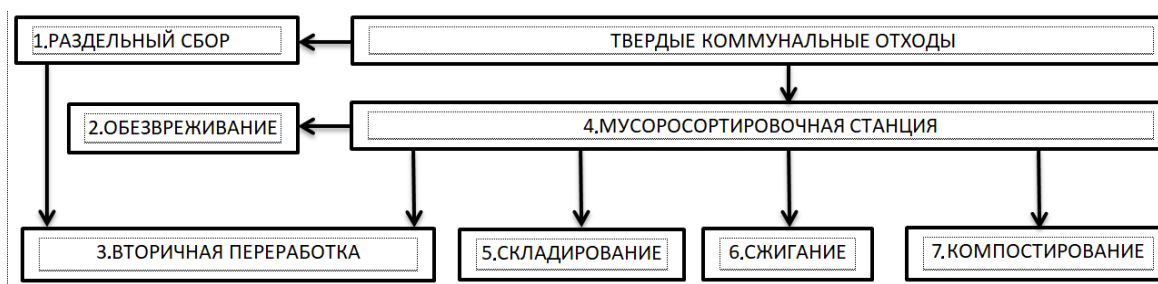 1.РАЗДЕЛЬНЫЙ СБОР
ТВЕРДЫЕ КОММУНАЛЬНЫЕ ОТХОДЫ
2.ОБЕЗВРЕЖИВАНИЕ
4.МУСОРОСОРТИРОВОЧНАЯ СТАНЦИЯ
3.ВТОРИЧНАЯ ПЕРЕРАБОТКА
5.СКЛАДИРОВАНИЕ
6.СЖИГАНИЕ
7.КОМПОСТИРОВАНИЕ